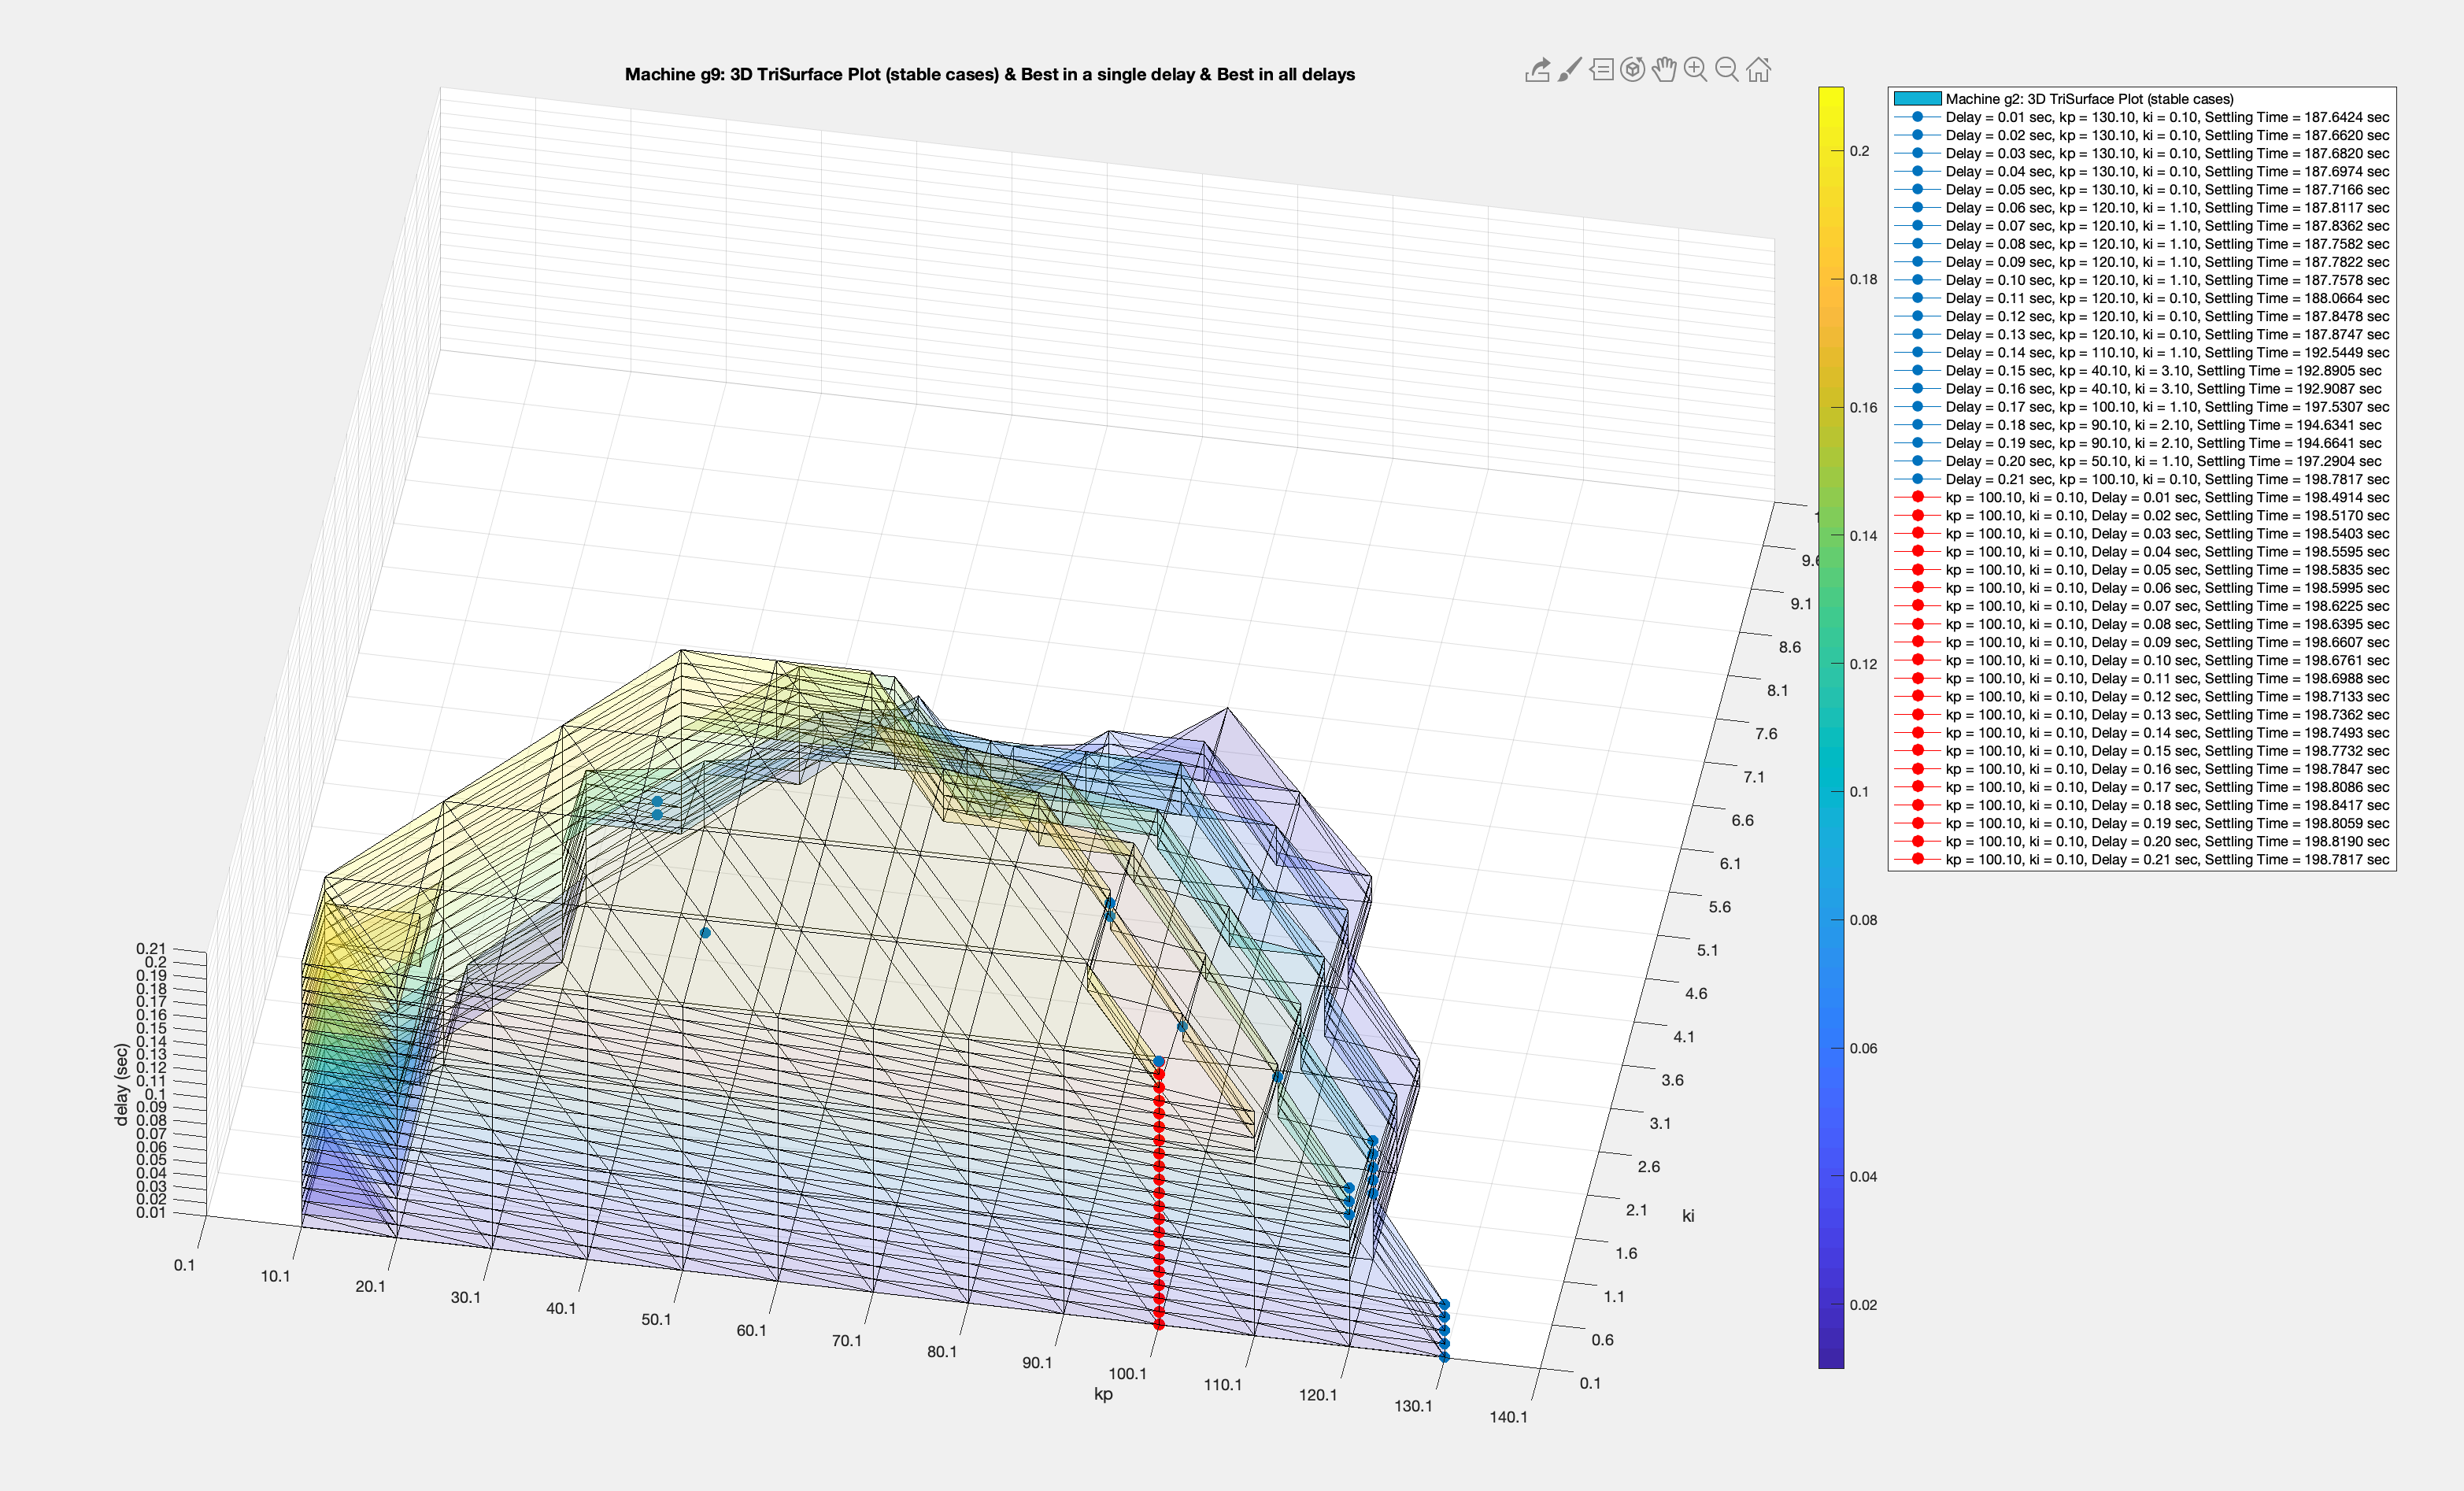 Machine g9: 3D TriSurface Plot (stable cases) & Best in a single delay & Best in all delays
Machine g2: 3D TriSurface Plot (stable cases)
Delay = 0.01 sec, kp = 130.10, ki = 0.10, Settling Time = 187.6424 sec
Delay = 0.02 sec, kp = 130.10, ki = 0.10, Settling Time = 187.6620 sec
Delay = 0.03 sec, kp = 130.10, ki = 0.10, Settling Time = 187.6820 sec
Delay = 0.04 sec, kp = 130.10, ki = 0.10, Settling Time = 187.6974 sec
Delay = 0.05 sec, kp = 130.10, ki = 0.10, Settling Time = 187.7166 sec
Delay = 0.06 sec, kp = 120.10, ki = 1.10, Settling Time = 187.8117 sec
Delay = 0.07 sec, kp = 120.10, ki = 1.10, Settling Time = 187.8362 sec
Delay = 0.08 sec, kp = 120.10, ki = 1.10, Settling Time = 187.7582 sec
Delay = 0.09 sec, kp = 120.10, ki = 1.10, Settling Time = 187.7822 sec
Delay = 0.10 sec, kp = 120.10, ki = 1.10, Settling Time = 187.7578 sec
Delay = 0.11 sec, kp = 120.10, ki = 0.10, Settling Time = 188.0664 sec
Delay = 0.12 sec, kp = 120.10, ki = 0.10, Settling Time = 187.8478 sec
Delay = 0.13 sec, kp = 120.10, ki = 0.10, Settling Time = 187.8747 sec
Delay = 0.14 sec, kp = 110.10, ki = 1.10, Settling Time = 192.5449 sec
Delay = 0.15 sec, kp = 40.10, ki = 3.10, Settling Time = 192.8905 sec
Delay = 0.16 sec, kp = 40.10, ki = 3.10, Settling Time = 192.9087 sec
Delay = 0.17 sec, kp = 100.10, ki = 1.10, Settling Time = 197.5307 sec
Delay = 0.18 sec, kp = 90.10, ki = 2.10, Settling Time = 194.6341 sec
Delay = 0.19 sec, kp = 90.10, ki = 2.10, Settling Time = 194.6641 sec
Delay = 0.20 sec, kp = 50.10, ki = 1.10, Settling Time = 197.2904 sec
Delay = 0.21 sec, kp = 100.10, ki = 0.10, Settling Time = 198.7817 sec
kp = 100.10, ki = 0.10, Delay = 0.01 sec, Settling Time = 198.4914 sec
kp = 100.10, ki = 0.10, Delay = 0.02 sec, Settling Time = 198.5170 sec
kp = 100.10, ki = 0.10, Delay = 0.03 sec, Settling Time = 198.5403 sec
kp = 100.10, ki = 0.10, Delay = 0.04 sec, Settling Time = 198.5595 sec
kp = 100.10, ki = 0.10, Delay = 0.05 sec, Settling Time = 198.5835 sec
kp = 100.10, ki = 0.10, Delay = 0.06 sec, Settling Time = 198.5995 sec
kp = 100.10, ki = 0.10, Delay = 0.07 sec, Settling Time = 198.6225 sec
kp = 100.10, ki = 0.10, Delay = 0.08 sec, Settling Time = 198.6395 sec
kp = 100.10, ki = 0.10, Delay = 0.09 sec, Settling Time = 198.6607 sec
kp = 100.10, ki = 0.10, Delay = 0.10 sec, Settling Time = 198.6761 sec
kp = 100.10, ki = 0.10, Delay = 0.11 sec, Settling Time = 198.6988 sec
kp = 100.10, ki = 0.10, Delay = 0.12 sec, Settling Time = 198.7133 sec
kp = 100.10, ki = 0.10, Delay = 0.13 sec, Settling Time = 198.7362 sec
kp = 100.10, ki = 0.10, Delay = 0.14 sec, Settling Time = 198.7493 sec
kp = 100.10, ki = 0.10, Delay = 0.15 sec, Settling Time = 198.7732 sec
kp = 100.10, ki = 0.10, Delay = 0.16 sec, Settling Time = 198.7847 sec
kp = 100.10, ki = 0.10, Delay = 0.17 sec, Settling Time = 198.8086 sec
kp = 100.10, ki = 0.10, Delay = 0.18 sec, Settling Time = 198.8417 sec
kp = 100.10, ki = 0.10, Delay = 0.19 sec, Settling Time = 198.8059 sec
kp = 100.10, ki = 0.10, Delay = 0.20 sec, Settling Time = 198.8190 sec
kp = 100.10, ki = 0.10, Delay = 0.21 sec, Settling Time = 198.7817 sec
0.2
0.18
0.16
0.14
0.12
0.1
0.08
0.06
0.04
0.02
9.6
9.1
8.6
8.1
7.6
7.1
6.6
6.1
5.6
5.1
4.6
4.1
3.6
3.1
2.6
2.1
1.6
1.1
0.6
0.1
ki
delay (sec)
0.21
0.2
0.19
0.18
0.17
0.16
0.15
0.14
0.13
0.12
0.11
0.1
0.09
0.08
0.07
0.06
0.05
0.04
0.03
0.02
0.01
0.1
10.1
20.1
30.1
40.1
50.1
60.1
70.1
80.1
90.1
100.1
110.1
120.1
130.1
140.1
kp